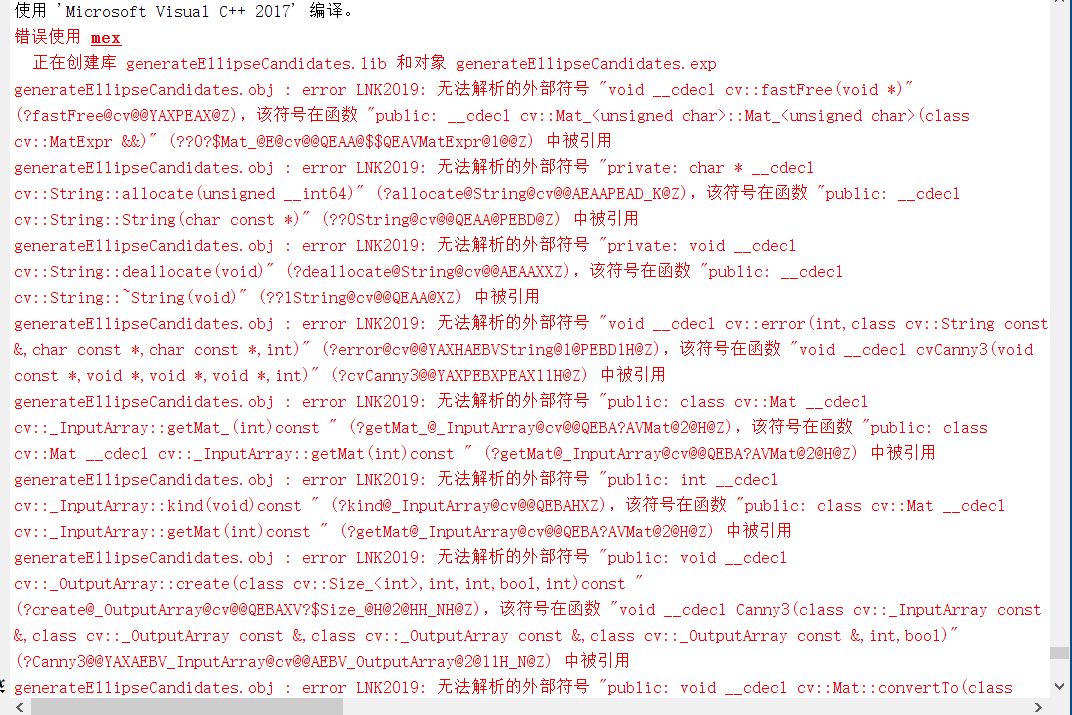 使用 'Microsoft Visual C++ 2017' 编译。
错误使用 mex
正在创建库 generateEllipseCandidates.lib 和对象 generateEllipseCandidates.exp
generateEllipseCandidates.obj : error LNK2019: 无法解析的外部符号 "void __cdecl cv::fastFree(void *)"
(?fastFree@cv@@YAXPEAX@Z)，该符号在函数 "public: __cdecl cv::Mat_<unsigned char>::Mat_<unsigned char>(class
cv::MatExpr &&)" (??0?$Mat_@E@cv@@QEAA@$$QEAVMatExpr@1@@Z) 中被引用
generateEllipseCandidates.obj : error LNK2019: 无法解析的外部符号 "private: char * __cdecl
cv::String::allocate(unsigned __int64)" (?allocate@String@cv@@AEAAPEAD_K@Z)，该符号在函数 "public: __cdecl
cv::String::String(char const *)" (??0String@cv@@QEAA@PEBD@Z) 中被引用
generateEllipseCandidates.obj : error LNK2019: 无法解析的外部符号 "private: void __cdecl
cv::String::deallocate(void)" (?deallocate@String@cv@@AEAAXXZ)，该符号在函数 "public: __cdecl
cv::String::~String(void)" (??1String@cv@@QEAA@XZ) 中被引用
generateEllipseCandidates.obj : error LNK2019: 无法解析的外部符号 "void __cdecl cv::error(int,class cv::String const
&,char const *,char const *,int)" (?error@cv@@YAXHAEBVString@1@PEBD1H@Z)，该符号在函数 "void __cdecl cvCanny3(void
const *,void *,void *,void *,int)" (?cvCanny3@@YAXPEBXPEAX11H@Z) 中被引用
generateEllipseCandidates.obj : error LNK2019: 无法解析的外部符号 "public: class cv::Mat __cdecl
cv::_InputArray::getMat_(int)const " (?getMat_@_InputArray@cv@@QEBA?AVMat@2@H@Z)，该符号在函数 "public: class
cv::Mat __cdecl cv::_InputArray::getMat(int)const " (?getMat@_InputArray@cv@@QEBA?AVMat@2@H@Z) 中被引用
generateEllipseCandidates.obj : error LNK2019: 无法解析的外部符号 "public: int __cdecl
cv::_InputArray::kind(void)const " (?kind@_InputArray@cv@@QEBAHXZ)，该符号在函数 "public: class cv::Mat __cdecl
cv::_InputArray::getMat(int)const " (?getMat@_InputArray@cv@@QEBA?AVMat@2@H@Z) 中被引用
generateEllipseCandidates.obj : error LNK2019: 无法解析的外部符号 "public: void __cdecl
cv::_OutputArray::create(class cv::Size_<int>,int,int,bool,int)const "
(?create@_OutputArray@cv@@QEBAXV?$Size_@H@2@HH_NH@Z)，该符号在函数 "void __cdecl Canny3(class cv::_InputArray const
&,class cv::_OutputArray const &,class cv::_OutputArray const &,class cv::_OutputArray const &,int,bool)"
(?Canny3@@YAXAEBV_InputArray@cv@@AEBV_OutputArray@2@11H_N@Z) 中被引用
generateEllipseCandidates.obj : error LNK2019: 无法解析的外部符号 "public: void __cdecl cv::Mat::convertTo(class